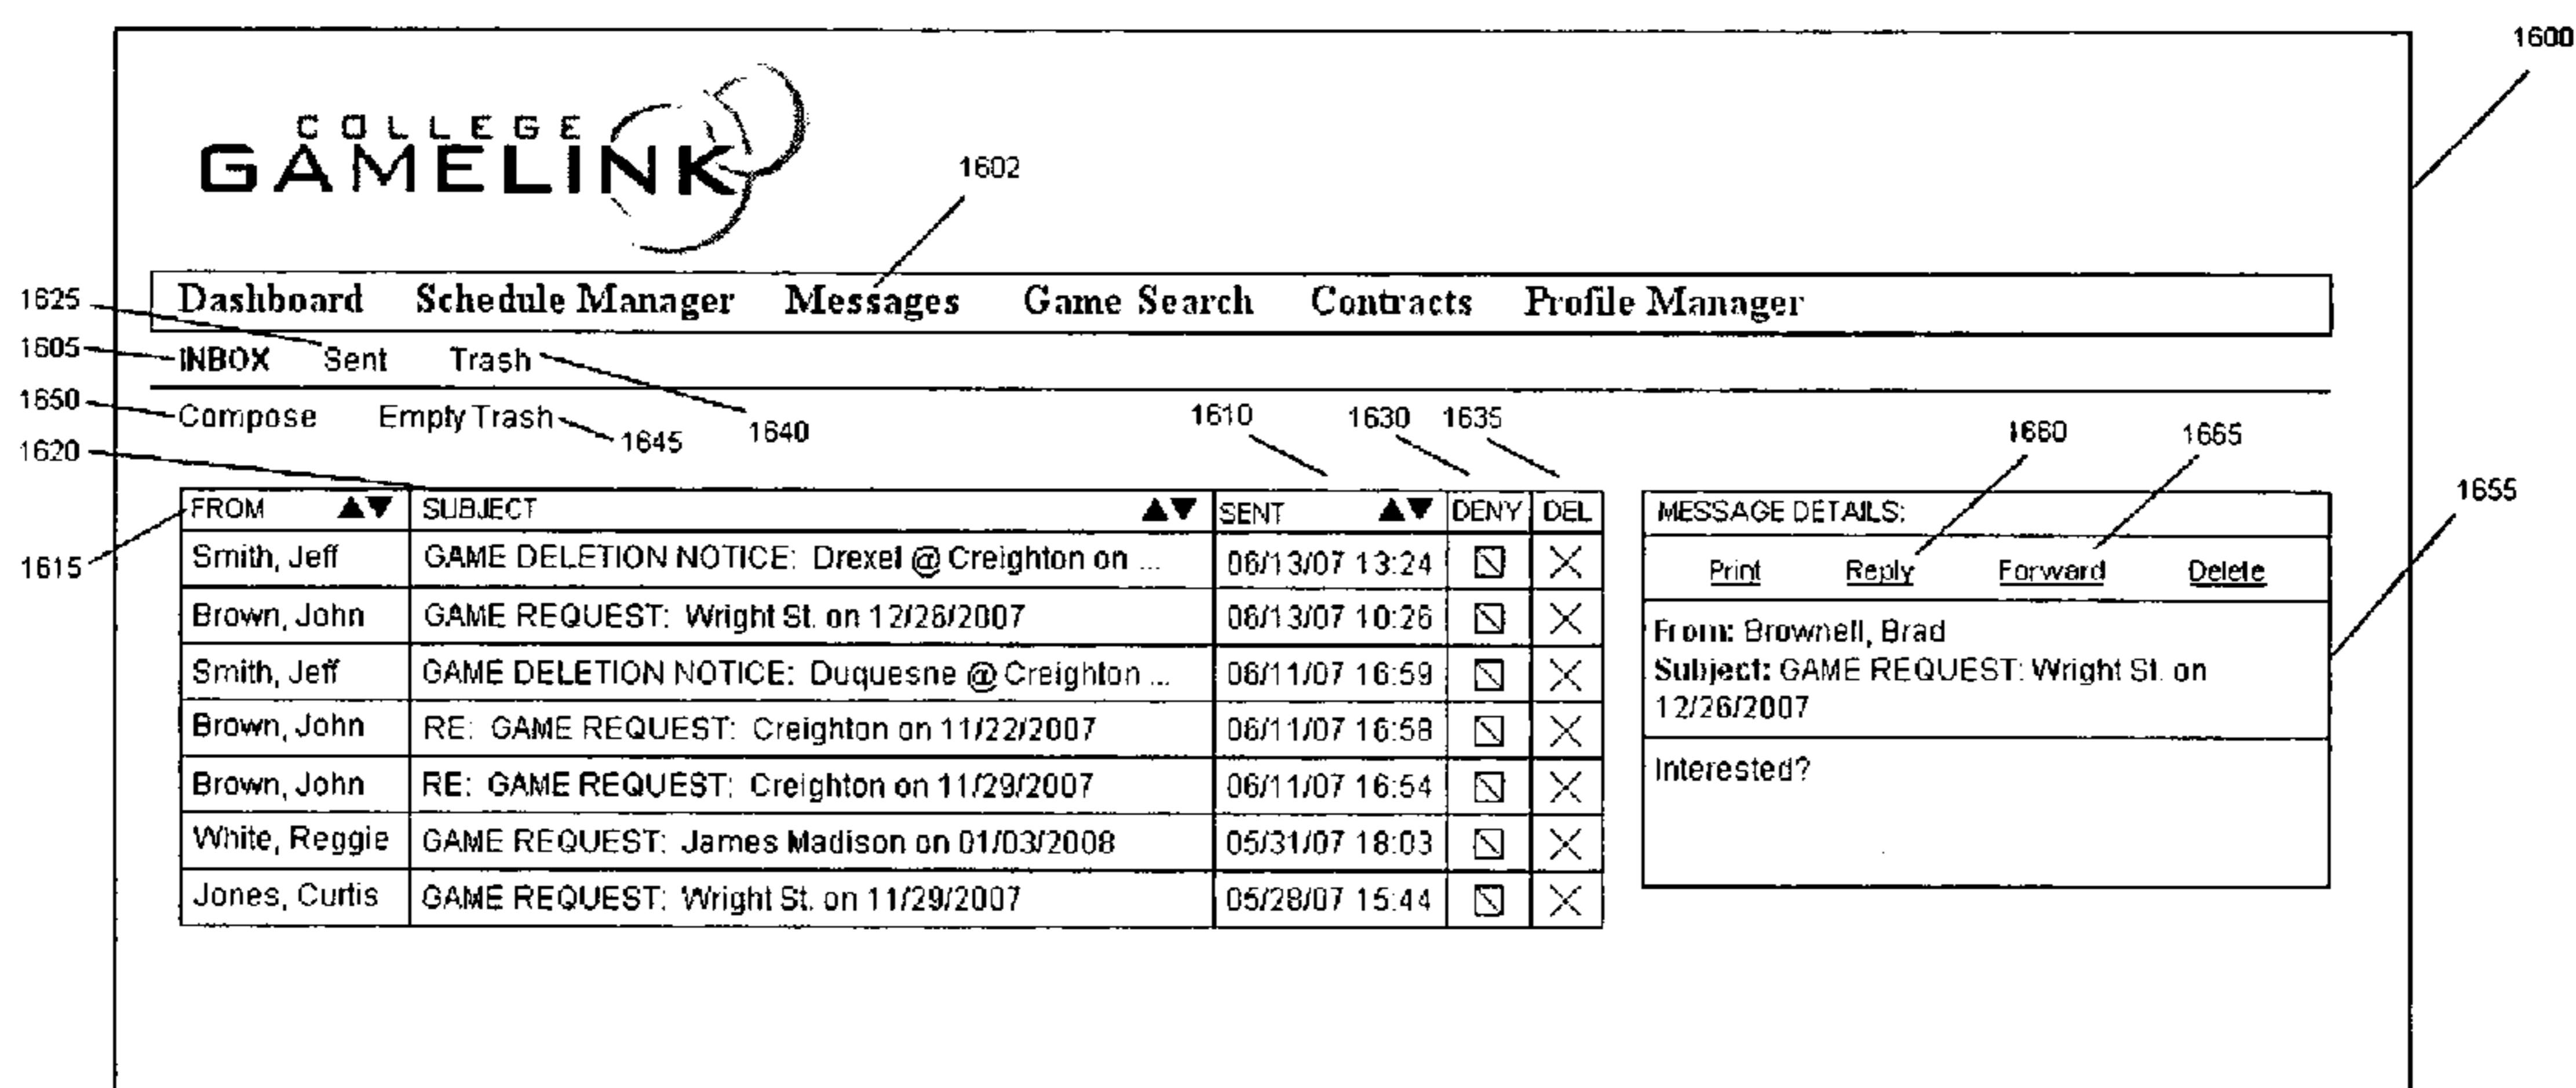 1600
COLLEGE
GAMELINK
1602
Dashboard Schedule Manager Messages Game Search Contracts Profile Manager
1625
1605 INBOX Sent Trash
1650 Compose Empty Trash 1645 1640 1610 1630 1635 1660 1665
1620
1655
FROM ▲▼ SUBJECT ▲▼ SENT ▲▼ DENY DEL
1615
Smith, Jeff GAME DELETION NOTICE: Drexel @ Creighton on ... 06/13/07 13:24
Brown, John GAME REQUEST: Wright St. on 12/26/2007 06/13/07 10:26
Smith, Jeff GAME DELETION NOTICE: Duquesne @ Creighton ... 06/11/07 16:59
Brown, John RE: GAME REQUEST: Creighton on 11/22/2007 06/11/07 16:58
Brown, John RE: GAME REQUEST: Creighton on 11/29/2007 06/11/07 16:54
White, Reggie GAME REQUEST: James Madison on 01/03/2008 05/31/07 18:03
Jones, Curtis GAME REQUEST: Wright St. on 11/29/2007 05/28/07 15:44
MESSAGE DETAILS:
Print Reply Forward Delete
From: Brownell, Brad
Subject: GAME REQUEST: Wright St. on
12/26/2007
Interested?